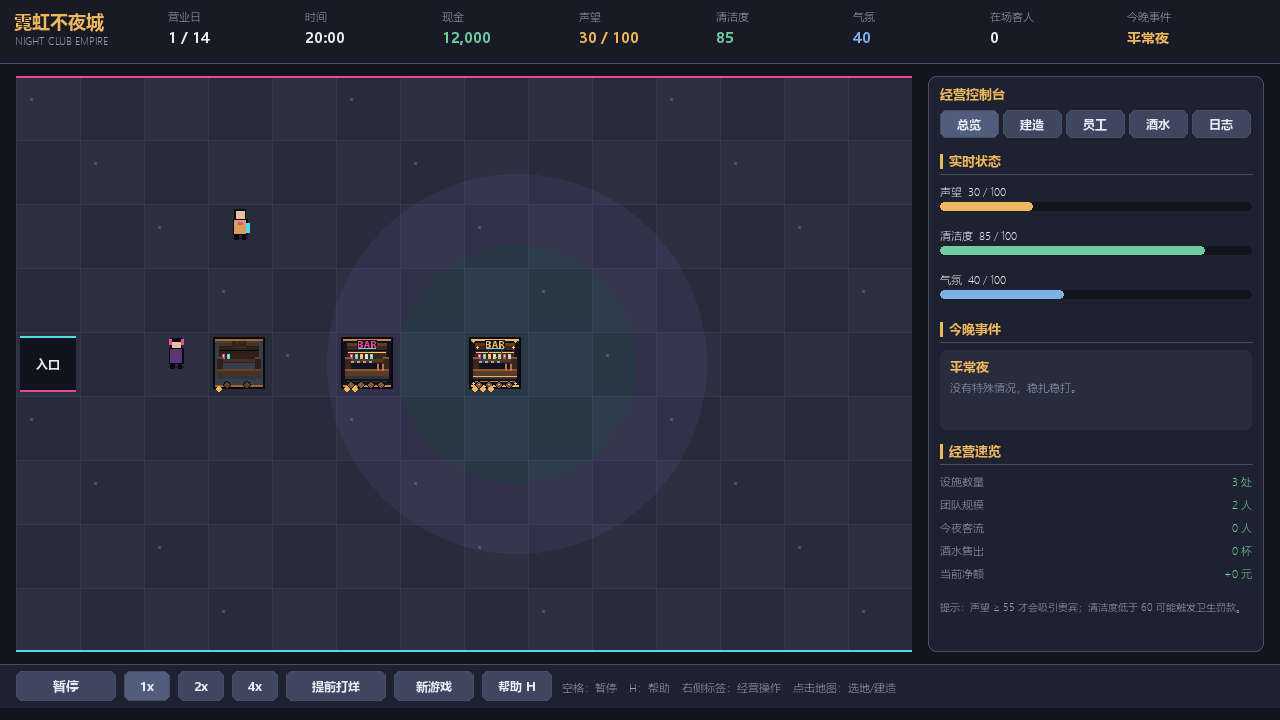 霓虹不夜城
NIGHT CLUB EMPIRE
营业日
1 / 14
时间
20:00
现金
12,000
声望
30 / 100
清洁度
85
气氛
40
在场客人
0
今晚事件
平常夜
入口
BAR
BAR
经营控制台
总览 建造 员工 酒水 日志
实时状态
声望 30 / 100
清洁度 85 / 100
气氛 40 / 100
今晚事件
平常夜
没有特殊情况，稳扎稳打。
经营速览
设施数量 3 处
团队规模 2 人
今夜客流 0 人
酒水售出 0 杯
当前净额 +0 元
提示：声望 ≥ 55 才会吸引贵宾；清洁度低于 60 可能触发卫生罚款。
暂停 1x 2x 4x 提前打烊 新游戏 帮助 H 空格：暂停 H：帮助 右侧标签：经营操作 点击地图：选地/建造